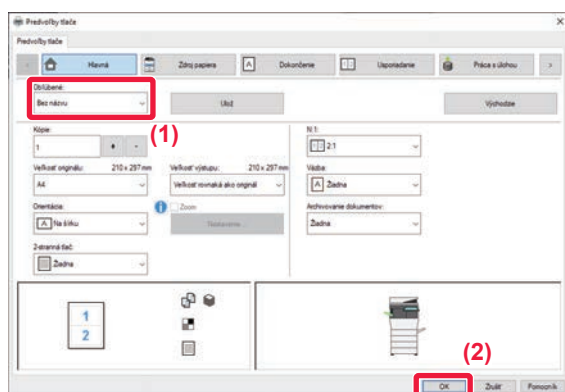 Predvoľby tlače
Predvoľby tlače
Hlavná
Zdroj papiera
Dokončenie
Usporiadanie
Práca s úlohou
Obľúbené:
Bez názvu
Ulož
Východzie
(1)
Kópie:
1
+ -
N:1:
2:1
Veľkosť originálu: 210 x 297 mm
A4
Veľkosť výstupu: 210 x 297 mm
Veľkosť rovnaká ako originál
Väzba:
Žiadna
Orientácia:
Na šírku
Zoom
Nastavenie ...
Archivovanie dokumentov:
Žiadna
2-stranná tlač:
Žiadna
1
2
(2)
OK
Zrušiť
Pomocník